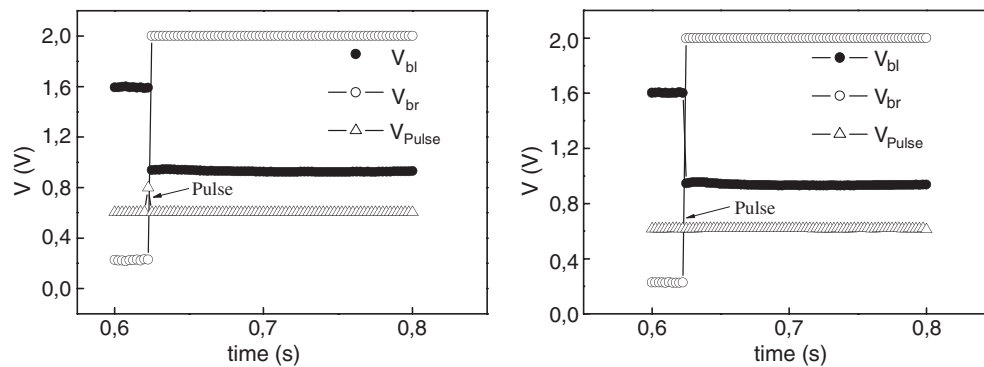 2,0
1,6
1,2
0,8
0,4
0,0
V (V)
V_bl
V_br
V_Pulse
Pulse
0,6 0,7 0,8
time (s)
2,0
1,6
1,2
0,8
0,4
0,0
V (V)
V_bl
V_br
V_Pulse
Pulse
0,6 0,7 0,8
time (s)